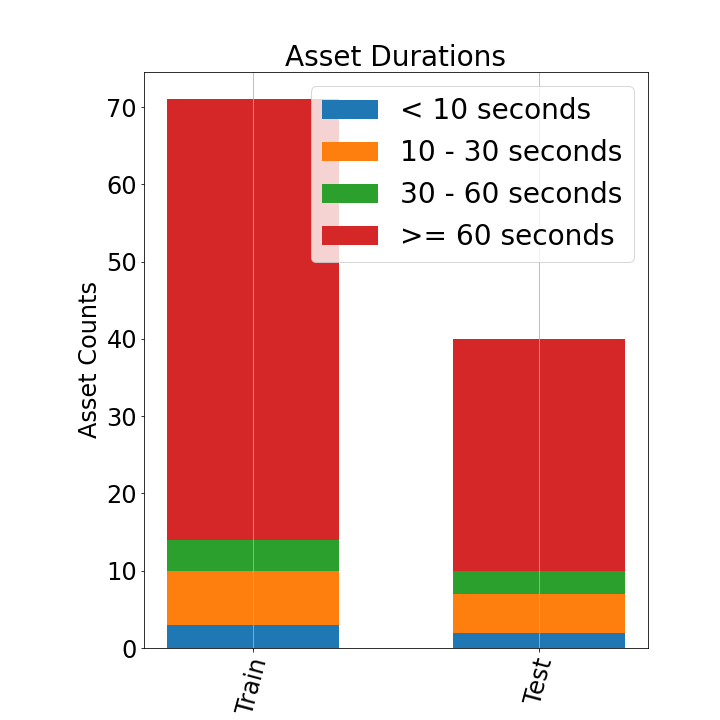 Asset Durations
< 10 seconds
10 - 30 seconds
30 - 60 seconds
>= 60 seconds
Asset Counts
70
60
50
40
30
20
10
0
Train
Test